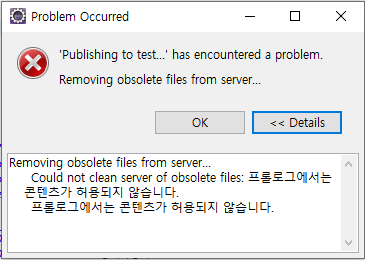 Problem Occurred
'Publishing to test...' has encountered a problem.
Removing obsolete files from server...
OK
<< Details
Removing obsolete files from server...
Could not clean server of obsolete files: 프롤로그에서는
콘텐츠가 허용되지 않습니다.
프롤로그에서는 콘텐츠가 허용되지 않습니다.